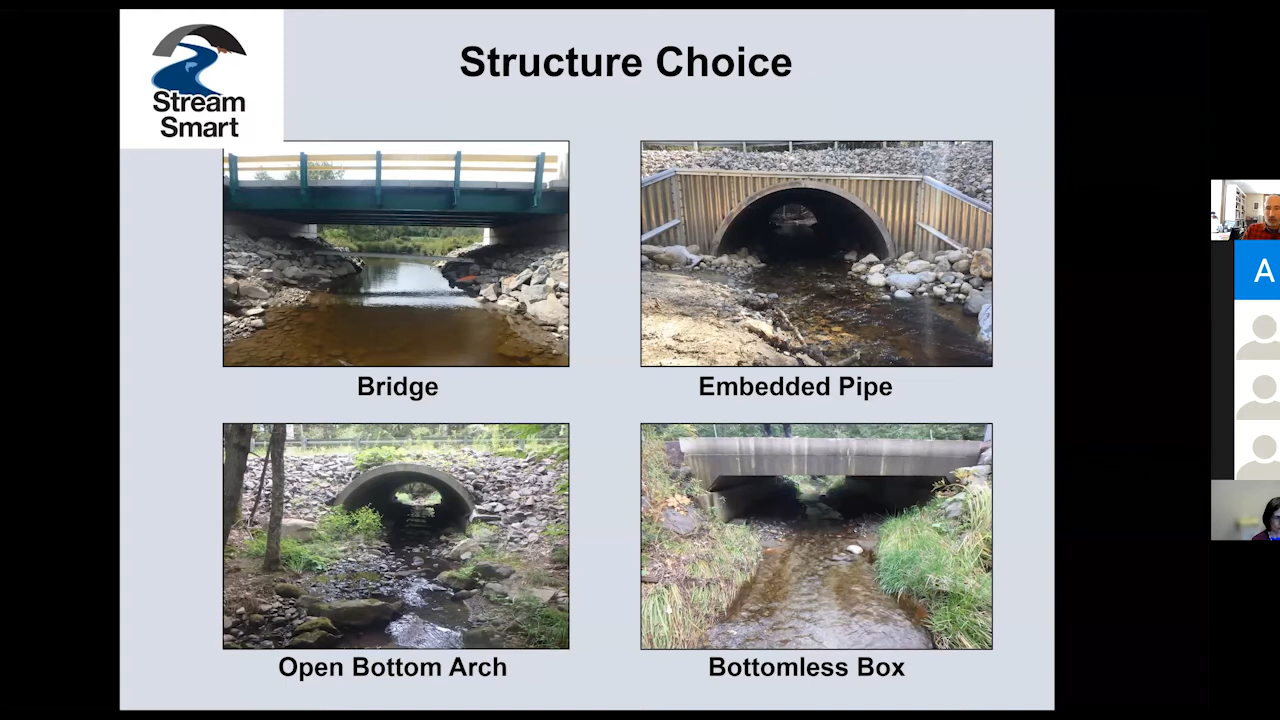 Stream
Smart
Structure Choice
Bridge
Embedded Pipe
Open Bottom Arch
Bottomless Box
A